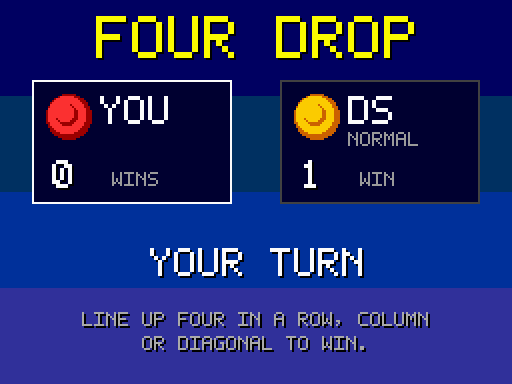 FOUR DROP
YOU
0 WINS
DS
NORMAL
1 WIN
YOUR TURN
LINE UP FOUR IN A ROW, COLUMN
OR DIAGONAL TO WIN.